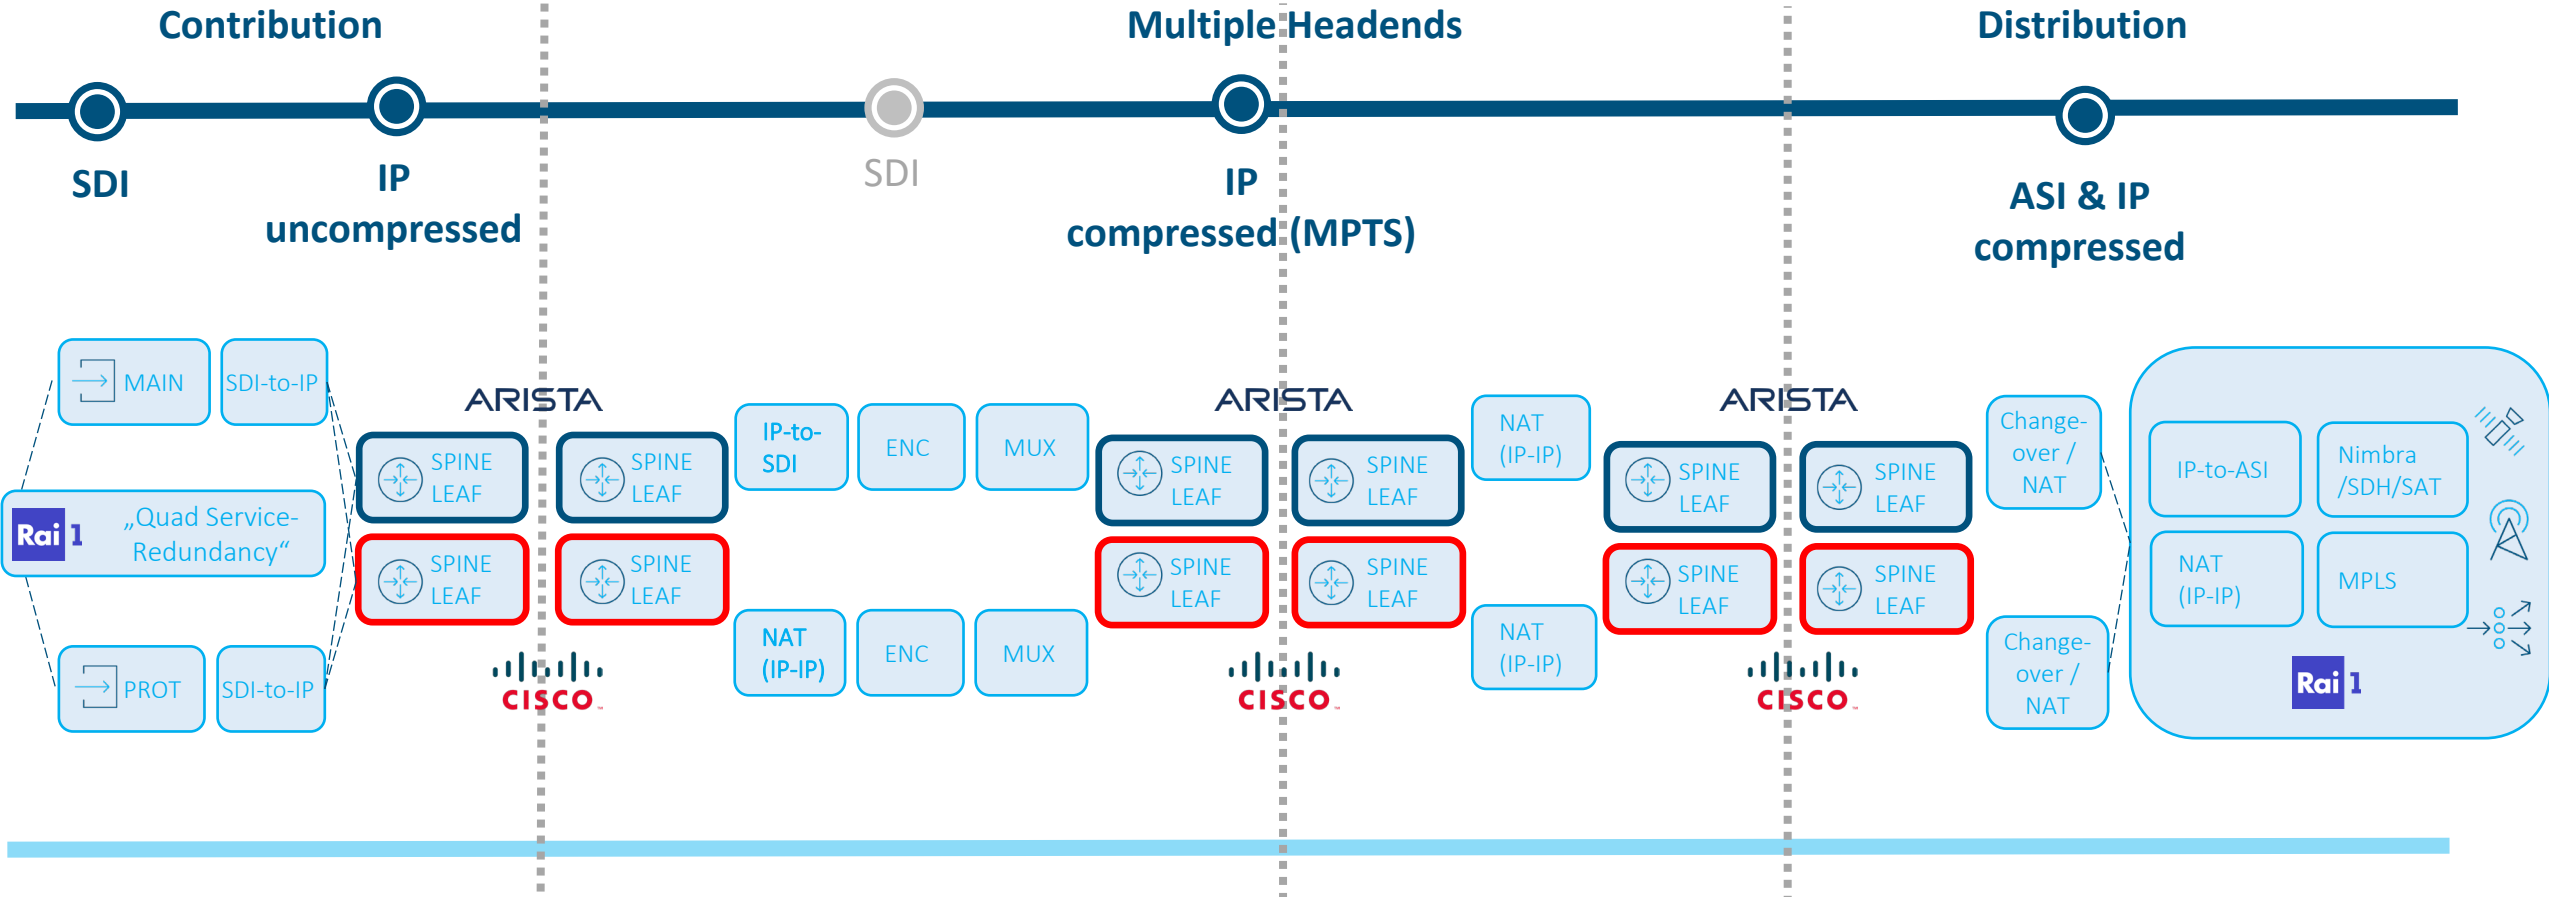 Contribution
Multiple Headends
Distribution
SDI
IP
uncompressed
SDI
IP
compressed (MPTS)
ASI & IP
compressed
MAIN
SDI-to-IP
Rai 1
„Quad Service-
Redundancy“
PROT
SDI-to-IP
ARISTA
SPINE
LEAF
SPINE
LEAF
SPINE
LEAF
SPINE
LEAF
CISCO
IP-to-
SDI
ENC
MUX
NAT
(IP-IP)
ENC
MUX
ARISTA
SPINE
LEAF
SPINE
LEAF
SPINE
LEAF
SPINE
LEAF
CISCO
NAT
(IP-IP)
NAT
(IP-IP)
ARISTA
SPINE
LEAF
SPINE
LEAF
SPINE
LEAF
SPINE
LEAF
CISCO
Change-
over /
NAT
Change-
over /
NAT
IP-to-ASI
Nimbra
/SDH/SAT
NAT
(IP-IP)
MPLS
Rai 1